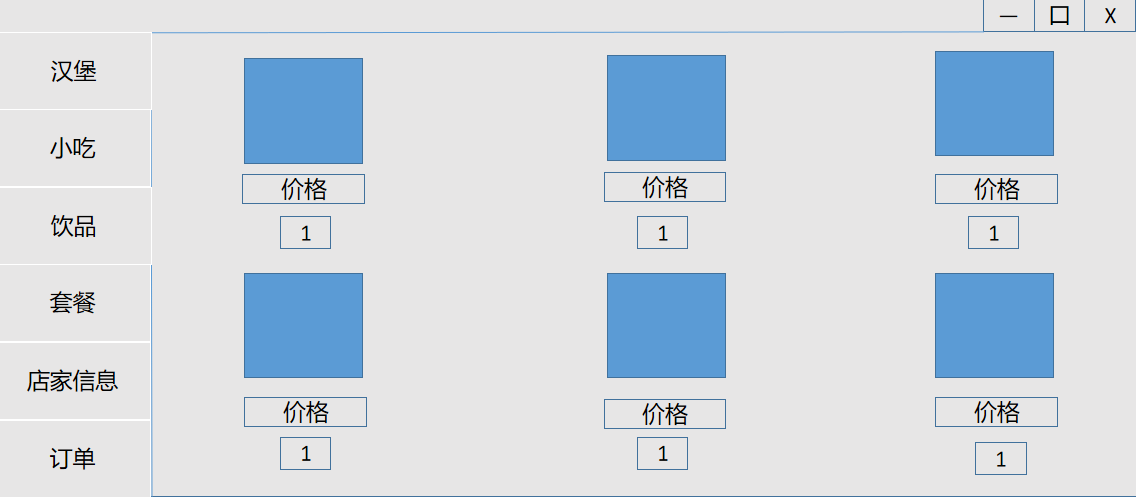 — 口 X
汉堡
小吃
饮品
套餐
店家信息
订单
价格 价格 价格
1 1 1
价格 价格 价格
1 1 1